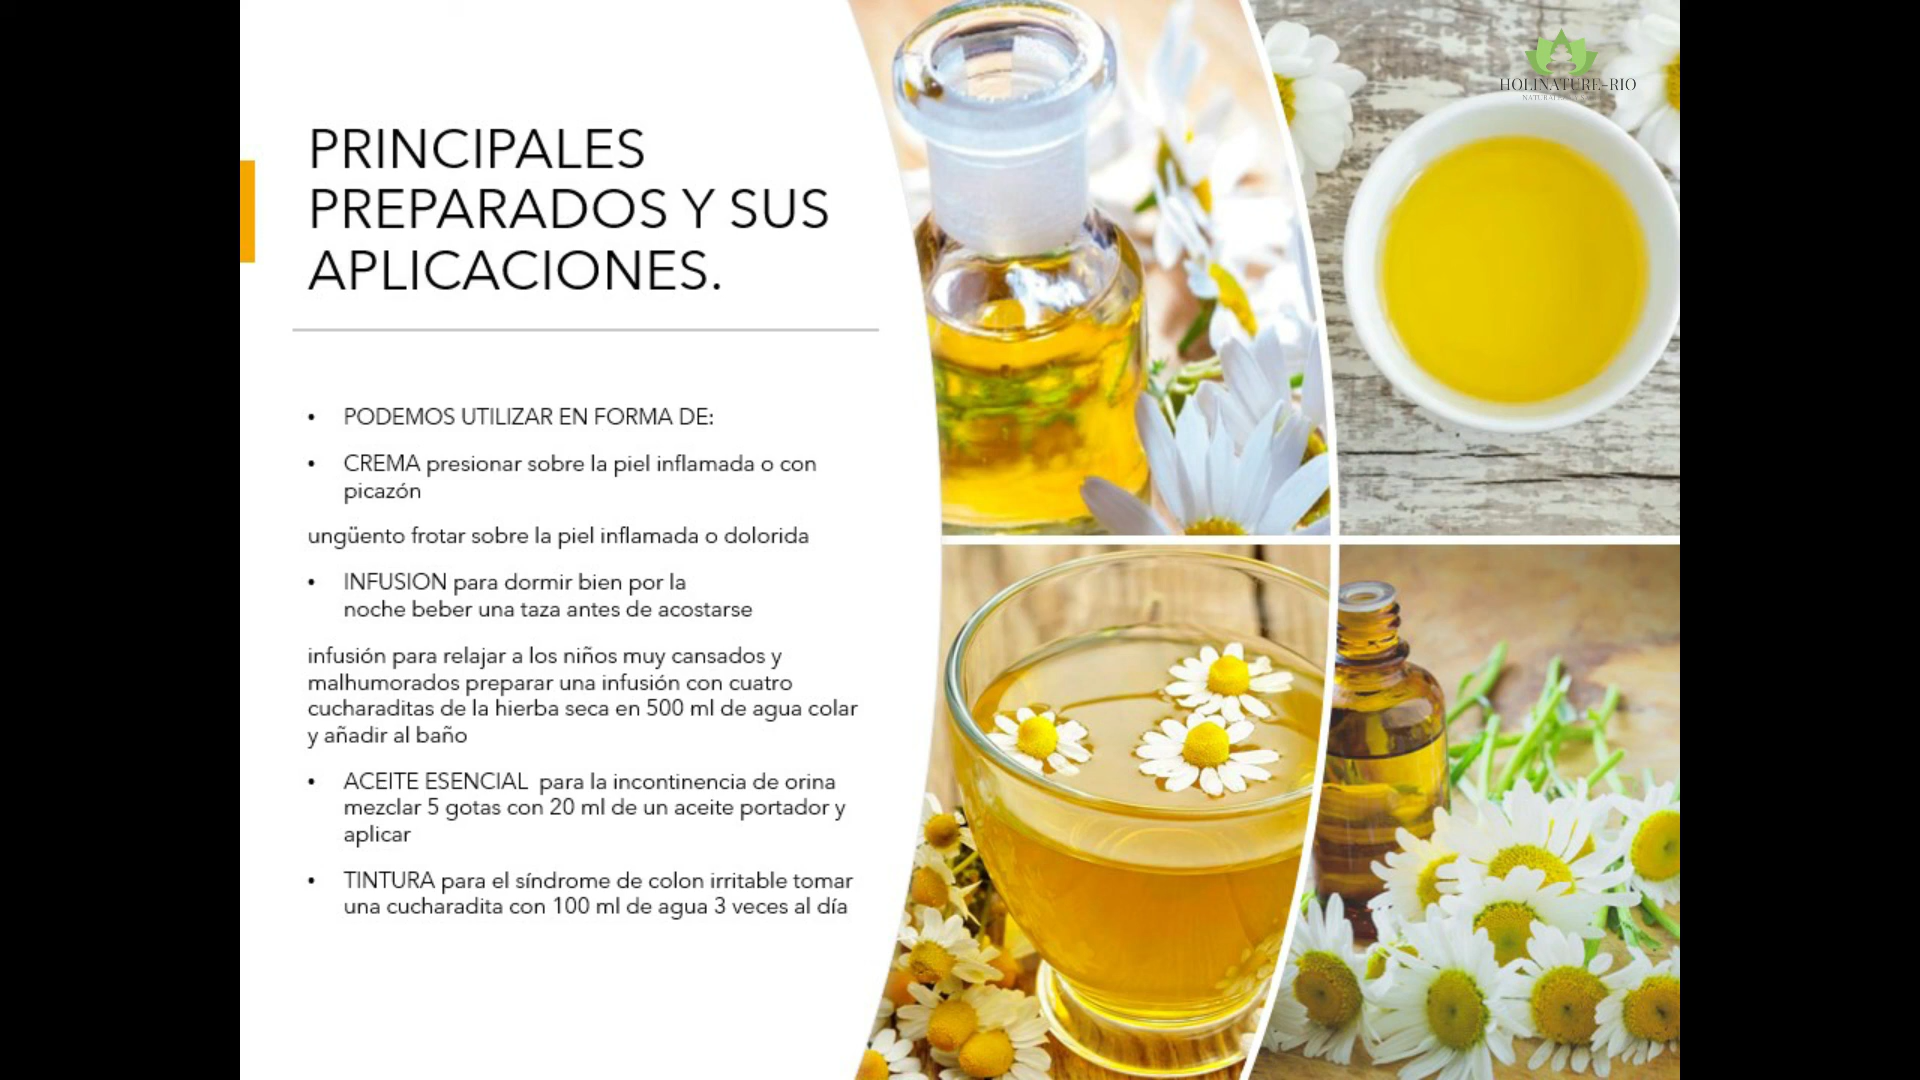 HOLINATURE-RIO
PRINCIPALES
PREPARADOS Y SUS
APLICACIONES.
• PODEMOS UTILIZAR EN FORMA DE:
• CREMA presionar sobre la piel inflamada o con
picazón
ungüento frotar sobre la piel inflamada o dolorida
• INFUSION para dormir bien por la
noche beber una taza antes de acostarse
infusión para relajar a los niños muy cansados y
malhumorados preparar una infusión con cuatro
cucharaditas de la hierba seca en 500 ml de agua colar
y añadir al baño
• ACEITE ESENCIAL para la incontinencia de orina
mezclar 5 gotas con 20 ml de un aceite portador y
aplicar
• TINTURA para el síndrome de colon irritable tomar
una cucharadita con 100 ml de agua 3 veces al día